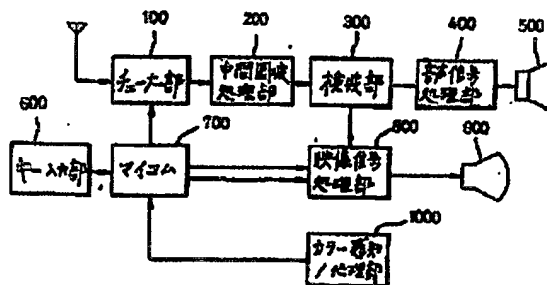 100
200
300
400
500
チューナ部
中間周波
処理部
検波部
音声信号
処理部
600
700
800
900
キー入力部
マイコム
映像信号
処理部
1000
カラー感知
/処理部